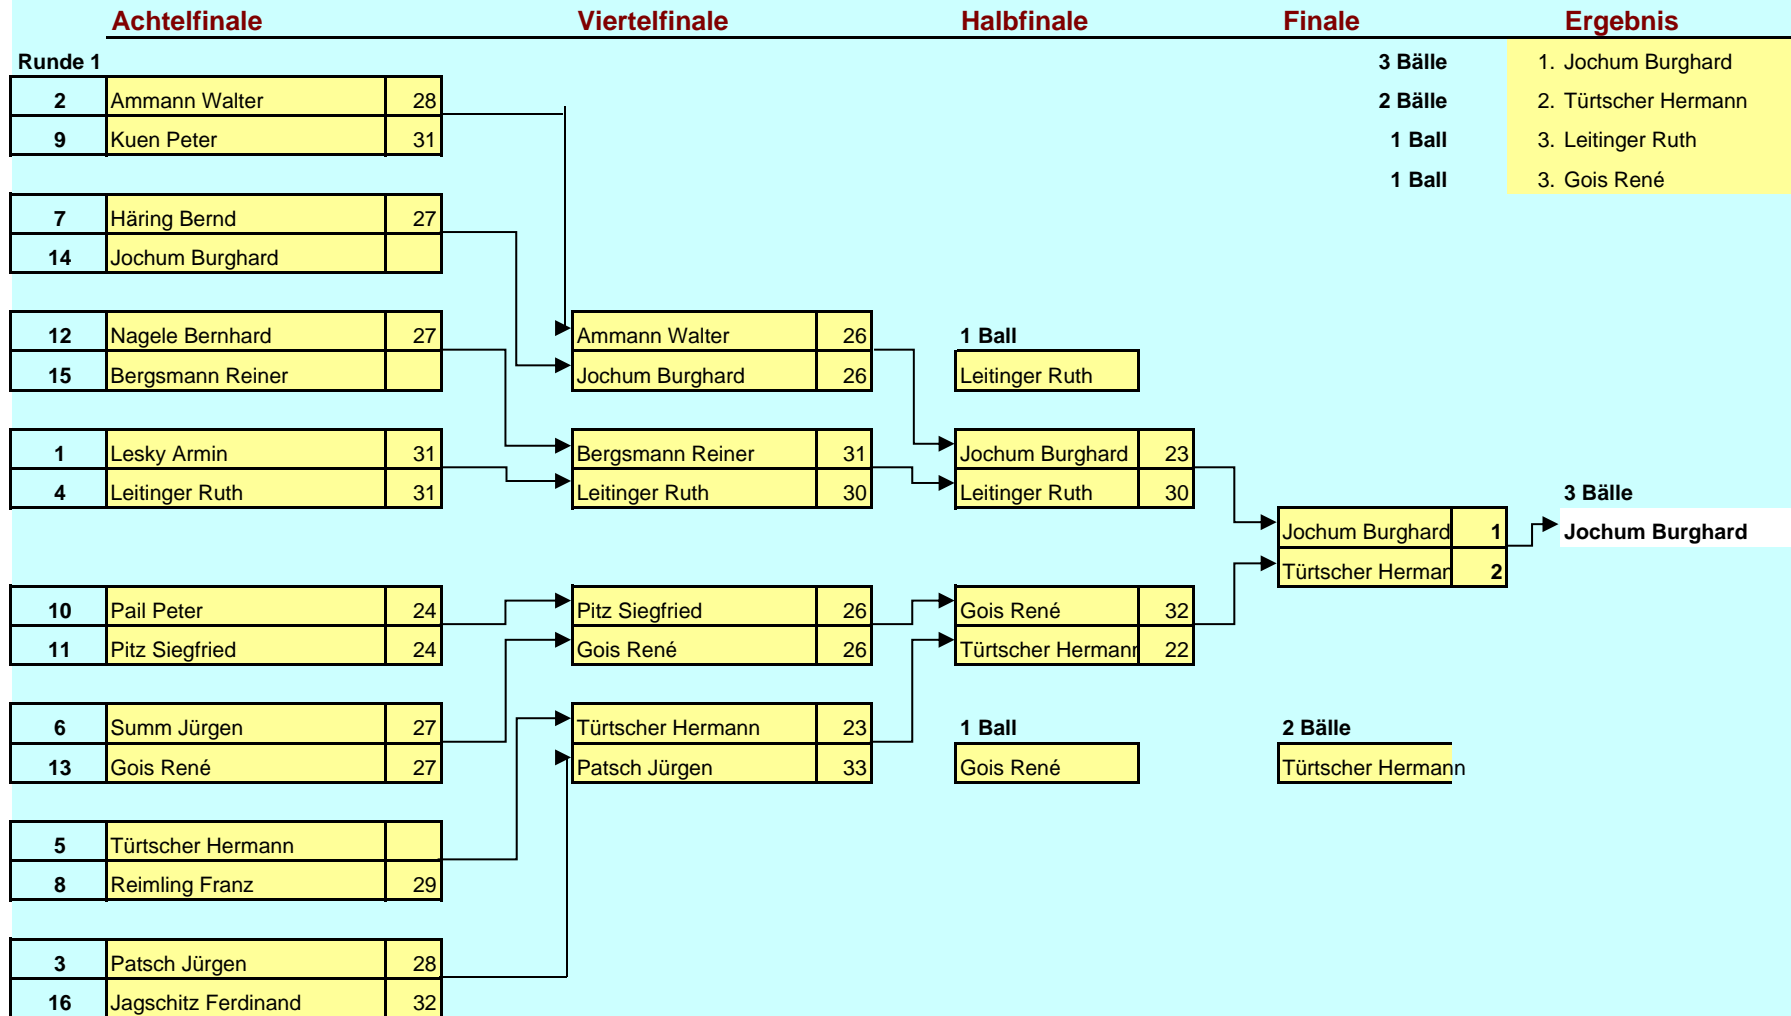 Achtelfinale Viertelfinale Halbfinale Finale Ergebnis
Runde 1 3 Bälle 1. Jochum Burghard
2 Ammann Walter 28 2 Bälle 2. Türtscher Hermann
9 Kuen Peter 31 1 Ball 3. Leitinger Ruth
1 Ball 3. Gois René
7 Häring Bernd 27
14 Jochum Burghard
12 Nagele Bernhard 27 Ammann Walter 26 1 Ball
15 Bergsmann Reiner Jochum Burghard 26 Leitinger Ruth
1 Lesky Armin 31 Bergsmann Reiner 31 Jochum Burghard 23
4 Leitinger Ruth 31 Leitinger Ruth 30 Leitinger Ruth 30 3 Bälle
Jochum Burghard 1 Jochum Burghard
Türtscher Herman 2
10 Pail Peter 24 Pitz Siegfried 26 Gois René 32
11 Pitz Siegfried 24 Gois René 26 Türtscher Hermann 22
6 Summ Jürgen 27 Türtscher Hermann 23 1 Ball 2 Bälle
13 Gois René 27 Patsch Jürgen 33 Gois René Türtscher Hermann
5 Türtscher Hermann
8 Reimling Franz 29
3 Patsch Jürgen 28
16 Jagschitz Ferdinand 32